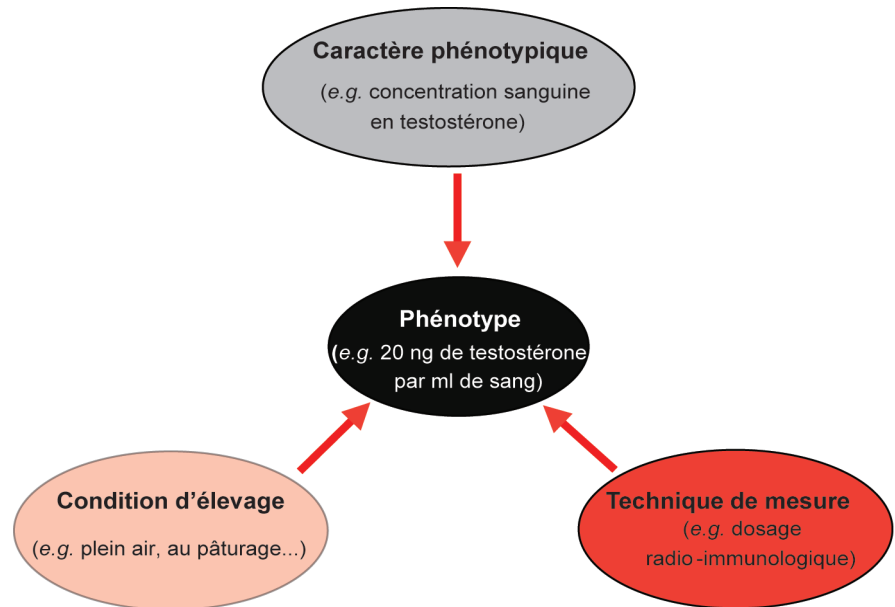 Caractère phénotypique
(e.g. concentration sanguine
en testostérone)
Phénotype
(e.g. 20 ng de testostérone
par ml de sang)
Condition d'élevage
(e.g. plein air, au pâturage...)
Technique de mesure
(e.g. dosage
radio-immunologique)